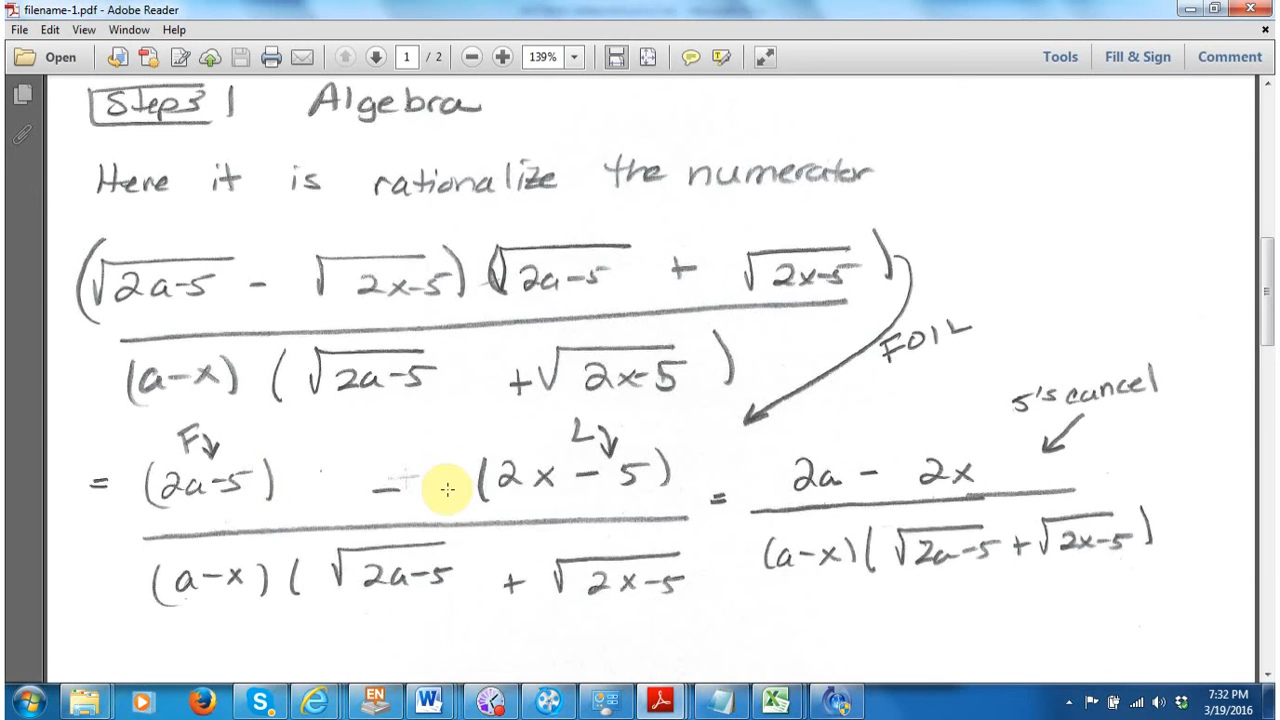 filename-1.pdf - Adobe Reader
File Edit View Window Help
Open 1 / 2 139% Tools Fill & Sign Comment
Step 3 | Algebra
Here it is rationalize the numerator
(√2a-5 - √2x-5)(√2a-5 + √2x-5)
(a-x)(√2a-5 +√2x-5)
FOIL
5's cancel
F L
= (2a-5) - (2x-5) = 2a - 2x
(a-x)(√2a-5 + √2x-5 (a-x)(√2a-5 + √2x-5)
EN
7:32 PM
3/19/2016